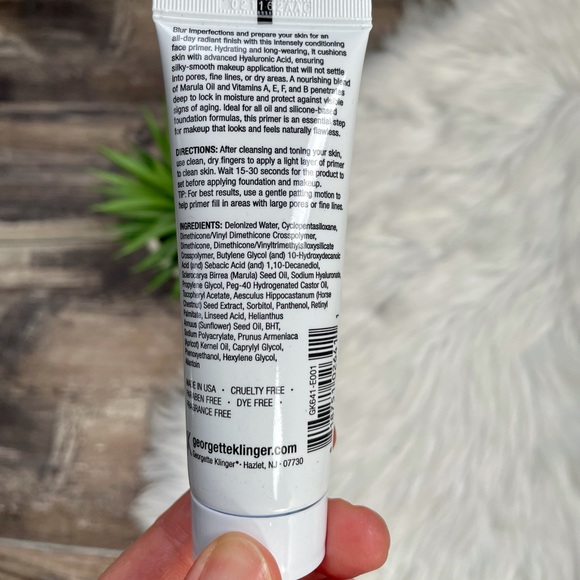 Blur Imperfections and prepare your skin for an
all-day radiant finish with this intensely conditioning
face primer. Hydrating and long-wearing, it cushions
skin with advanced Hyaluronic Acid, ensuring
silky-smooth makeup application that will not settle
into pores, fine lines, or dry areas. A nourishing blend
of Marula Oil and Vitamins A, E, F, and B penetrates
deep to lock in moisture and protect against visible
signs of aging. Ideal for all oil and silicone-based
foundation formulas, this primer is an essential step
for makeup that looks and feels naturally flawless.
DIRECTIONS: After cleansing and toning your skin,
use clean, dry fingers to apply a light layer of primer
to clean skin. Wait 15-30 seconds for the product to
set before applying foundation and makeup.
TIP: For best results, use a gentle patting motion to
help primer fill in areas with large pores or fine lines.
INGREDIENTS: Deionized Water, Cyclopentasiloxane,
Dimethicone/Vinyl Dimethicone Crosspolymer,
Dimethicone, Dimethicone/Vinyltrimethylsiloxysilicate
Crosspolymer, Butylene Glycol (and) 10-Hydroxydecanoic
Acid (and) Sebacic Acid (and) 1,10-Decanediol,
Sclerocarya Birrea (Marula) Seed Oil, Sodium Hyaluronate,
Propylene Glycol, Peg-40 Hydrogenated Castor Oil,
Tocopheryl Acetate, Aesculus Hippocastanum (Horse
Chestnut) Seed Extract, Sorbitol, Panthenol, Retinyl
Palmitate, Linseed Acid, Helianthus
Annuus (Sunflower) Seed Oil, BHT,
Sodium Polyacrylate, Prunus Armeniaca
(Apricot) Kernel Oil, Caprylyl Glycol,
Phenoxyethanol, Hexylene Glycol,
Allantoin
MADE IN USA • CRUELTY FREE •
PARABEN FREE • DYE FREE •
FRAGRANCE FREE
GK641-E001
georgetteklinger.com
Georgette Klinger® • Hazlet, NJ • 07730